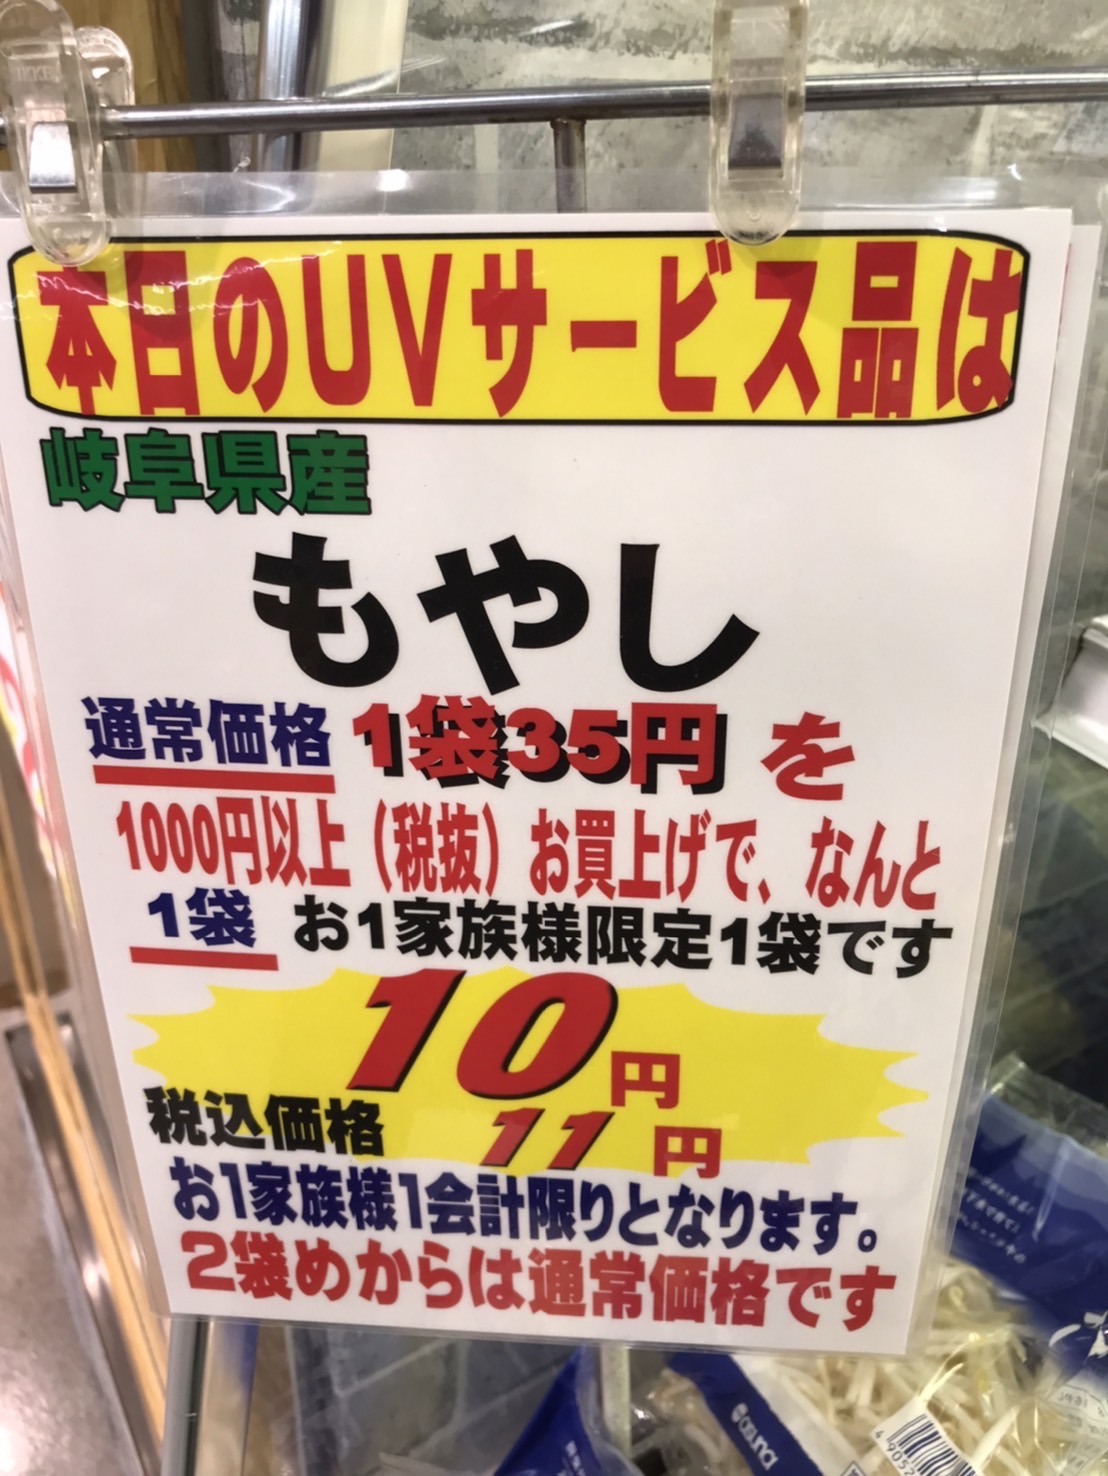 本日のUVサービス品は
岐阜県産
もやし
通常価格 1袋35円 を
1000円以上(税抜)お買上げで、なんと
1袋 お1家族様限定1袋です
10円
税込価格 11円
お1家族様1会計限りとなります。
2袋めからは通常価格です
asuna